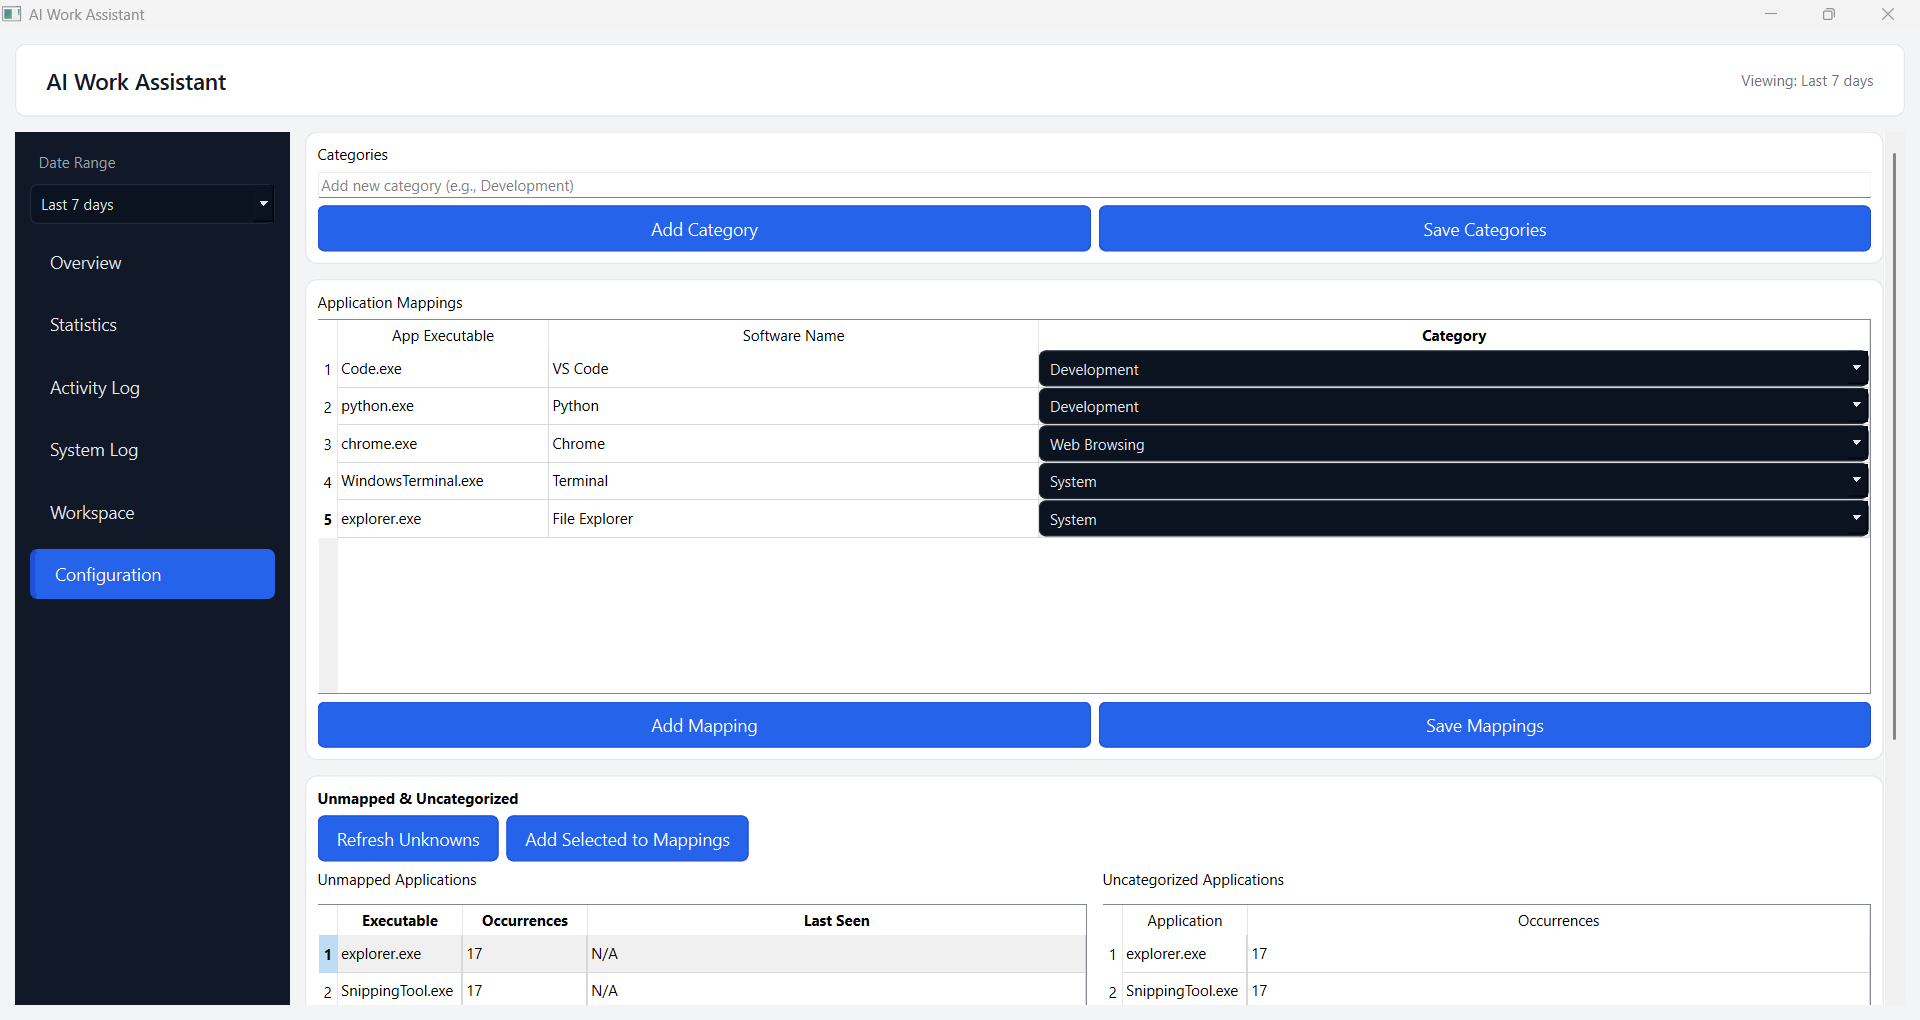 AI Work Assistant
AI Work Assistant
Viewing: Last 7 days
Date Range
Last 7 days
Overview
Statistics
Activity Log
System Log
Workspace
Configuration
Categories
Add new category (e.g., Development)
Add Category Save Categories
Application Mappings
App Executable Software Name Category
1 Code.exe VS Code Development
2 python.exe Python Development
3 chrome.exe Chrome Web Browsing
4 WindowsTerminal.exe Terminal System
5 explorer.exe File Explorer System
Add Mapping Save Mappings
Unmapped & Uncategorized
Refresh Unknowns Add Selected to Mappings
Unmapped Applications
Executable Occurrences Last Seen
1 explorer.exe 17 N/A
2 SnippingTool.exe 17 N/A
Uncategorized Applications
Application Occurrences
1 explorer.exe 17
2 SnippingTool.exe 17